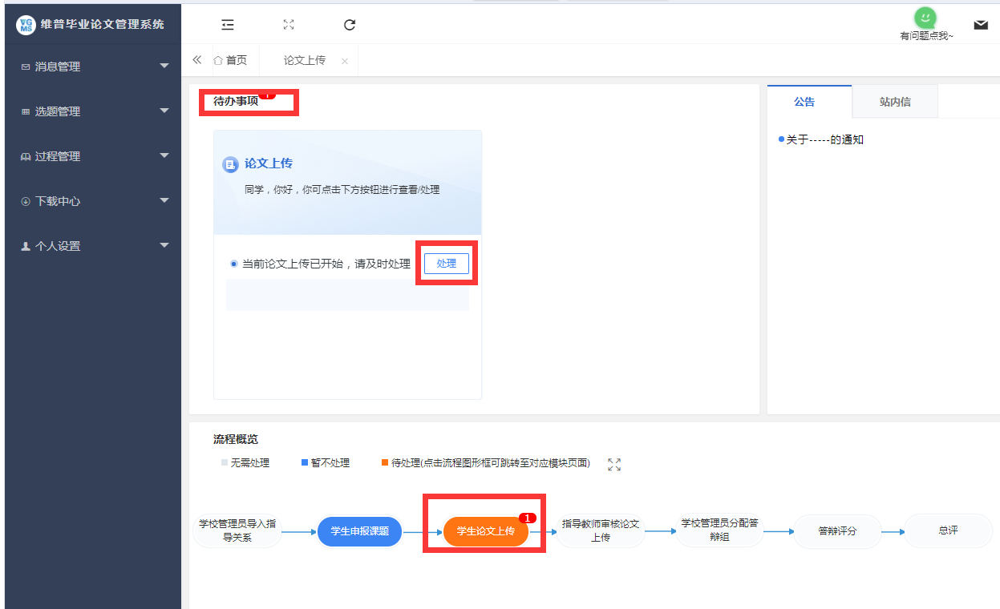 VG
MS
维普毕业论文管理系统
有问题点我~
消息管理
选题管理
过程管理
下载中心
个人设置
首页
论文上传
待办事项
论文上传
同学，你好，你可点击下方按钮进行查看/处理
当前论文上传已开始，请及时处理
处理
公告
站内信
关于-----的通知
流程概览
无需处理
暂不处理
待处理(点击流程图形框可跳转至对应模块页面)
学校管理员导入指
导关系
学生申报课题
学生论文上传
1
指导教师审核论文
上传
学校管理员分配答
辩组
答辩评分
总评